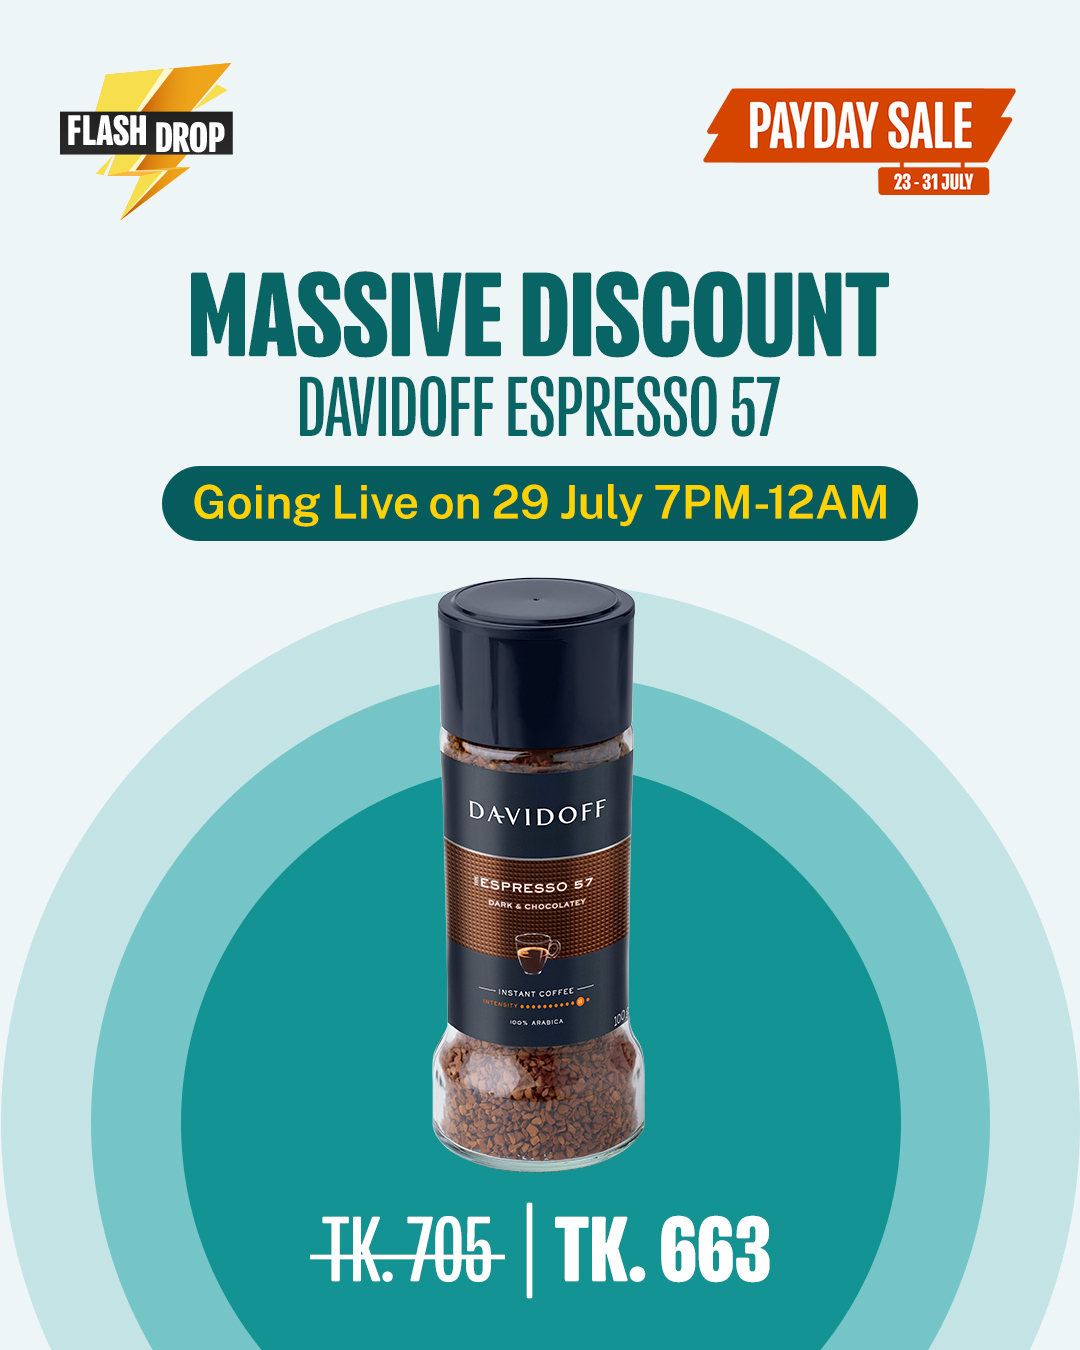 FLASH DROP
PAYDAY SALE
23 - 31 JULY
MASSIVE DISCOUNT
DAVIDOFF ESPRESSO 57
Going Live on 29 July 7PM-12AM
DAVIDOFF
ESPRESSO 57
DARK & CHOCOLATEY
INSTANT COFFEE
INTENSITY
100% ARABICA
TK. 705 | TK. 663